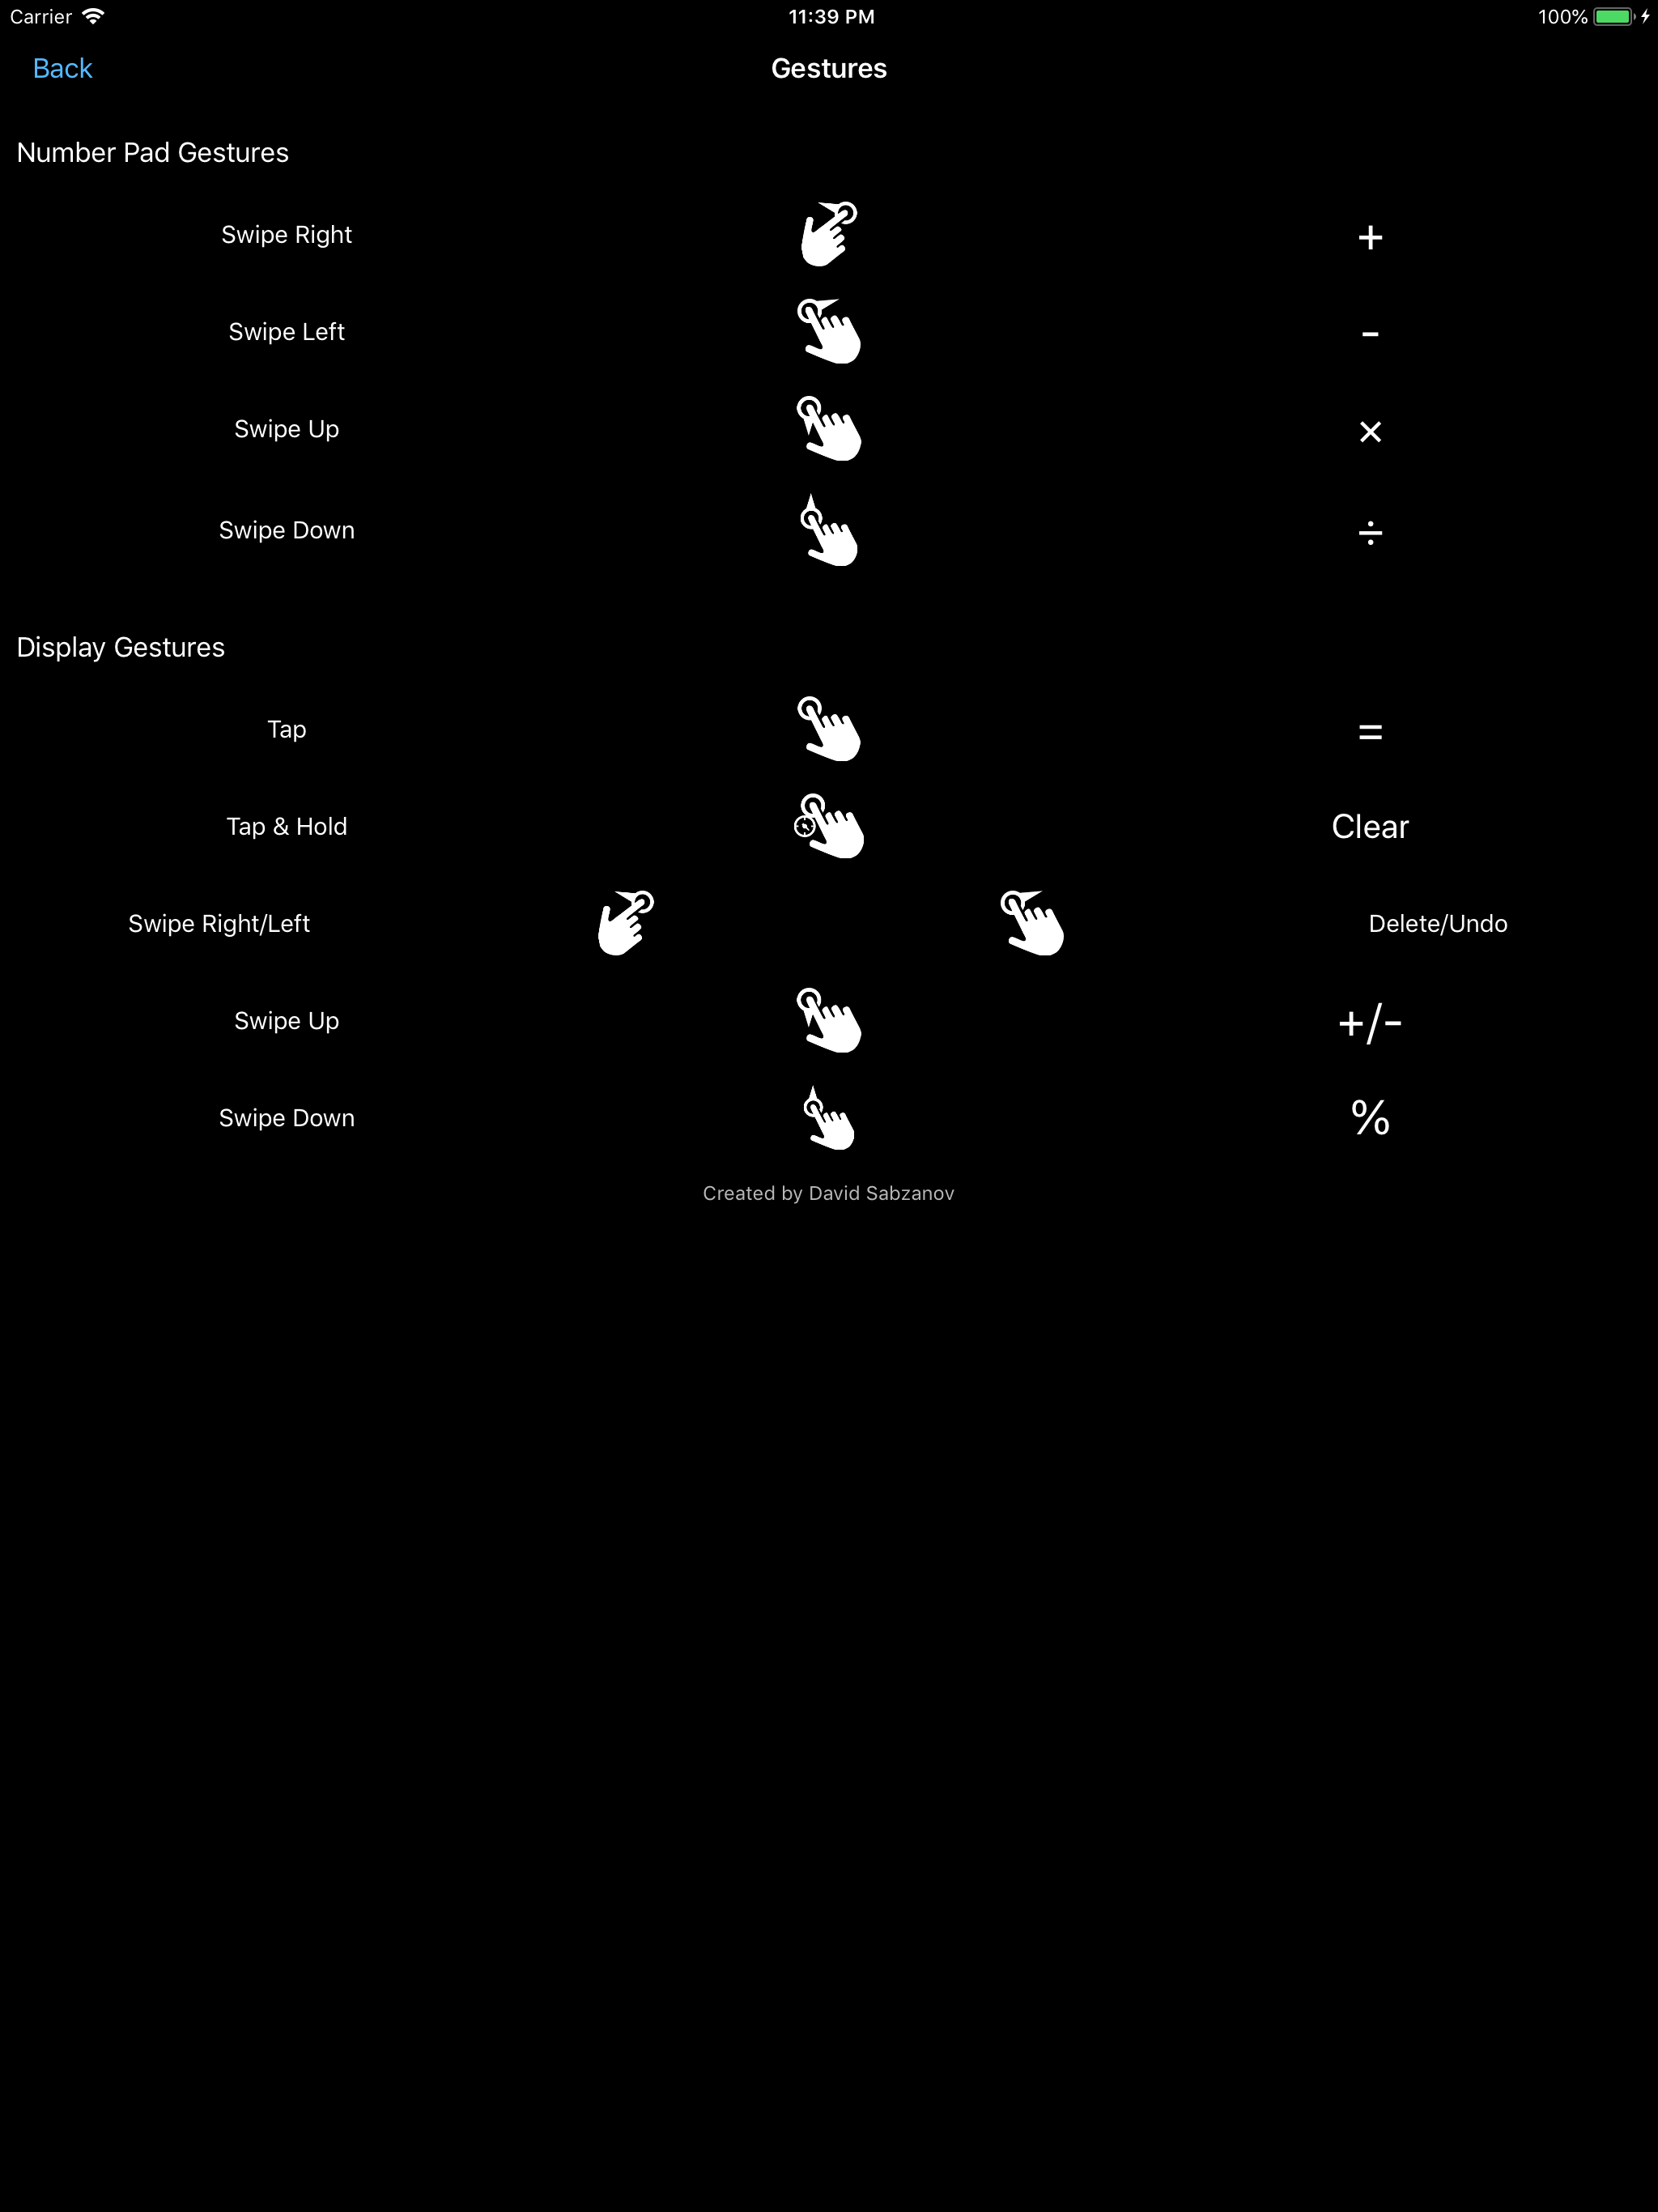 Carrier 11:39 PM 100%
Back Gestures
Number Pad Gestures
Swipe Right +
Swipe Left -
Swipe Up ×
Swipe Down ÷
Display Gestures
Tap =
Tap & Hold Clear
Swipe Right/Left Delete/Undo
Swipe Up +/-
Swipe Down %
Created by David Sabzanov